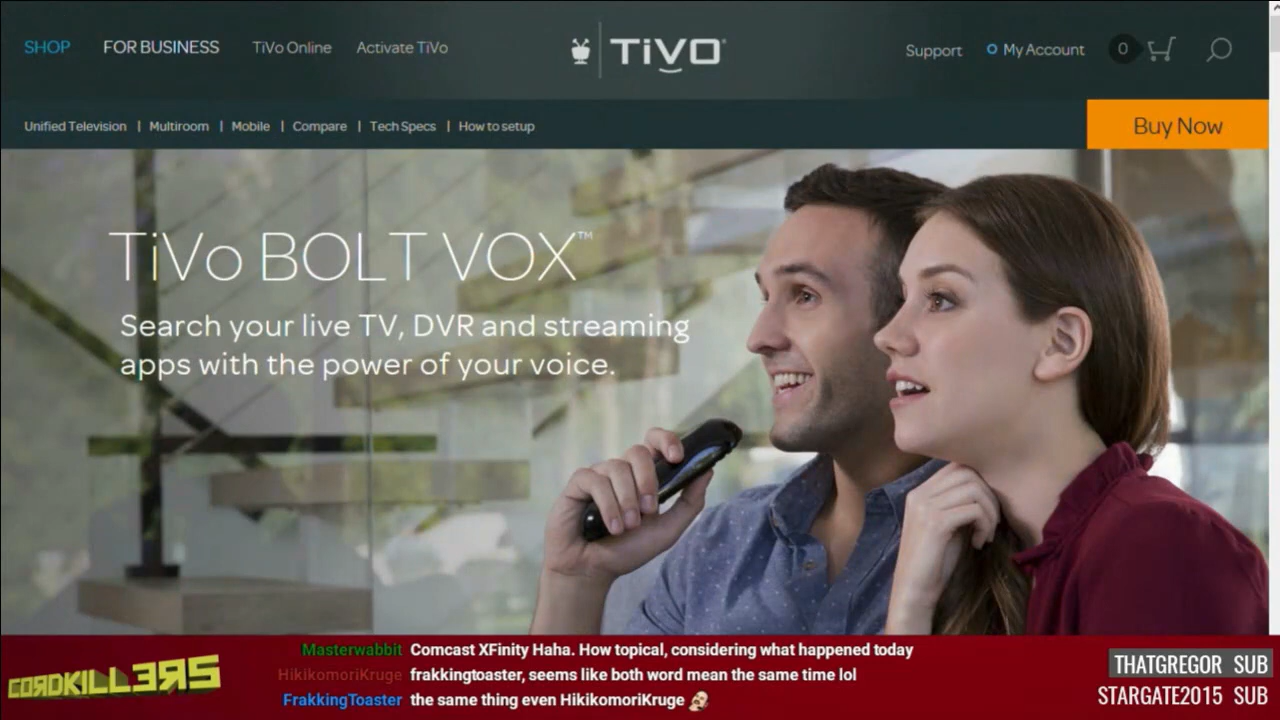 SHOP FOR BUSINESS TiVo Online Activate TiVo TiVo Support My Account 0
Unified Television | Multiroom | Mobile | Compare | Tech Specs | How to setup
Buy Now
TiVo BOLT VOX™
Search your live TV, DVR and streaming
apps with the power of your voice.
CORDKILL3RS
Masterwabbit Comcast XFinity Haha. How topical, considering what happened today
HikikomoriKruge frakkingtoaster, seems like both word mean the same time lol
FrakkingToaster the same thing even HikikomoriKruge
THATGREGOR SUB
STARGATE2015 SUB